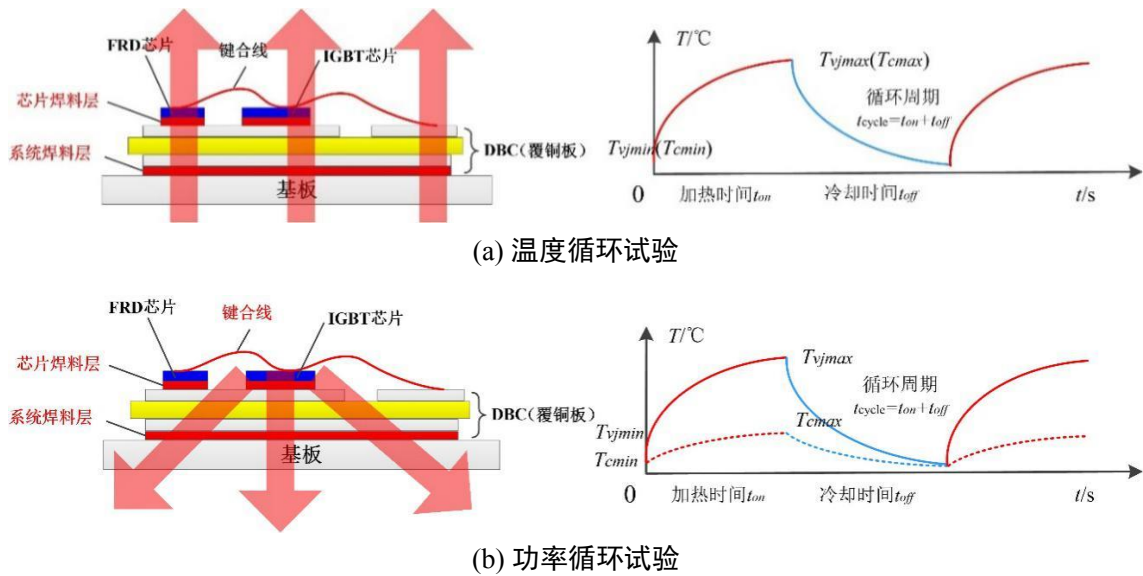 FRD芯片
键合线
IGBT芯片
芯片焊料层
系统焊料层
DBC(覆铜板)
基板
T/℃
Tvjmax(Tcmax)
循环周期
tcycle=ton+toff
Tvjmin(Tcmin)
0
加热时间ton
冷却时间toff
t/s
(a) 温度循环试验
FRD芯片
键合线
IGBT芯片
芯片焊料层
系统焊料层
DBC(覆铜板)
基板
T/℃
Tvjmax
循环周期
tcycle=ton+toff
Tcmax
Tvjmin
Tcmin
0
加热时间ton
冷却时间toff
t/s
(b) 功率循环试验